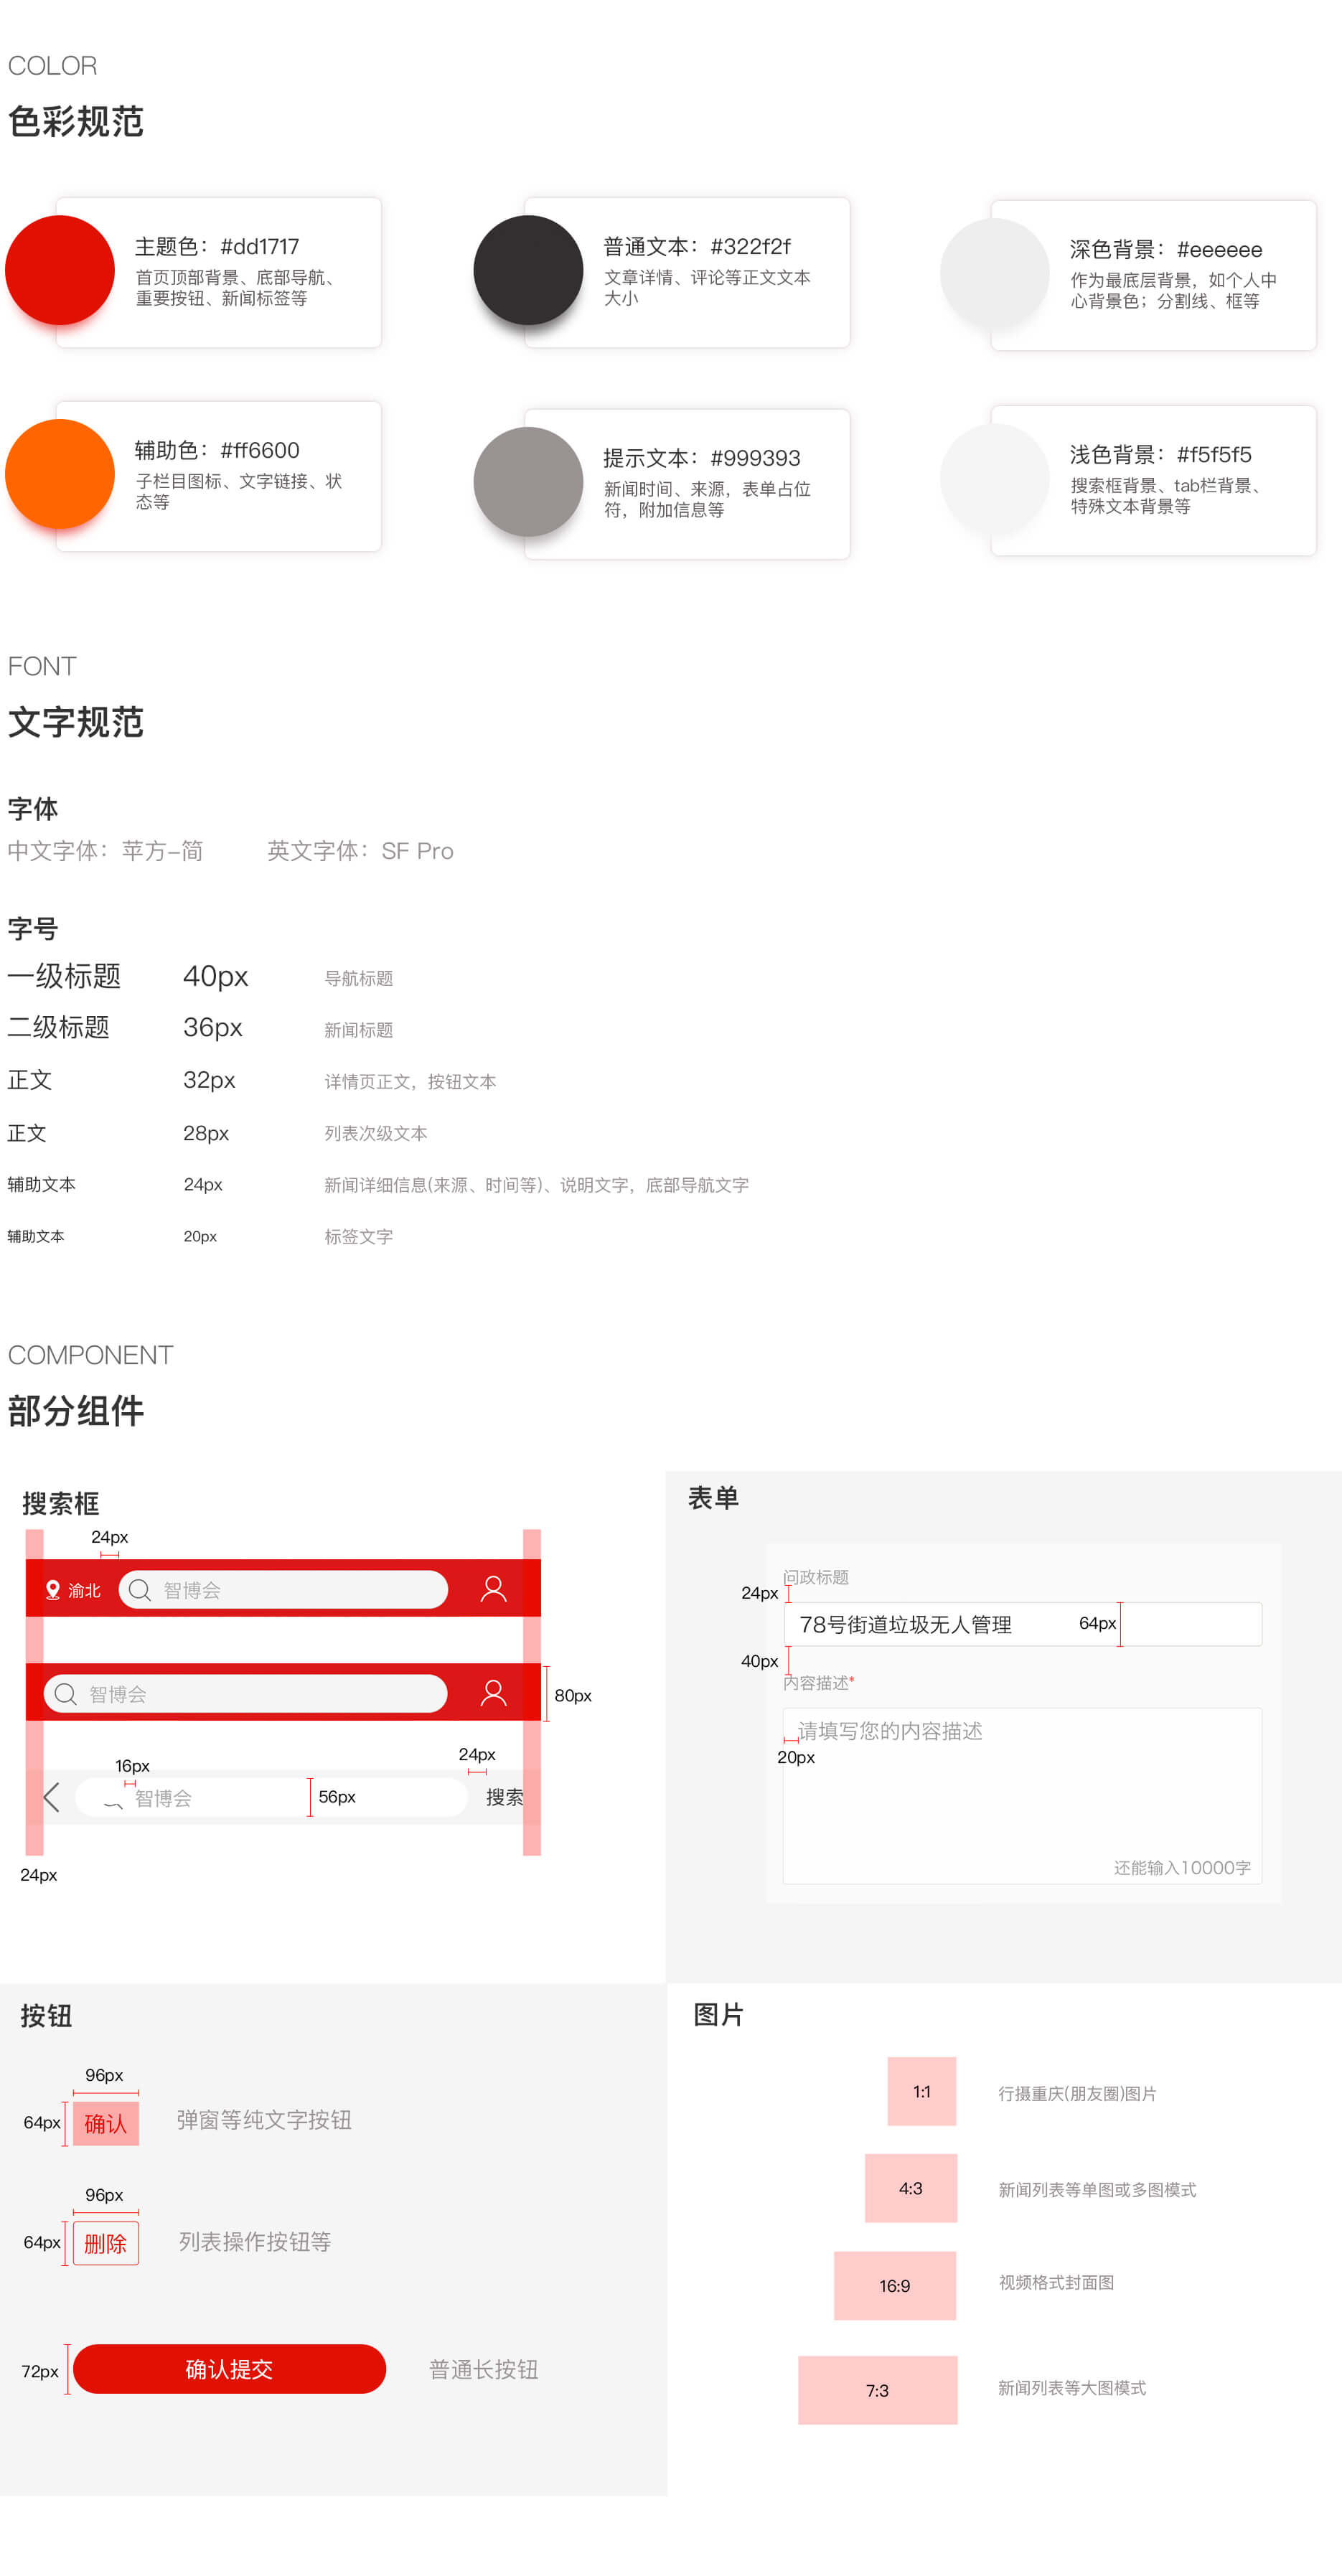 COLOR
色彩规范
主题色：#dd1717
首页顶部背景、底部导航、
重要按钮、新闻标签等
普通文本：#322f2f
文章详情、评论等正文文本
大小
深色背景：#eeeeee
作为最底层背景，如个人中
心背景色；分割线、框等
辅助色：#ff6600
子栏目图标、文字链接、状
态等
提示文本：#999393
新闻时间、来源，表单占位
符，附加信息等
浅色背景：#f5f5f5
搜索框背景、tab栏背景、
特殊文本背景等
FONT
文字规范
字体
中文字体：苹方-简 英文字体：SF Pro
字号
一级标题 40px 导航标题
二级标题 36px 新闻标题
正文 32px 详情页正文，按钮文本
正文 28px 列表次级文本
辅助文本 24px 新闻详细信息(来源、时间等)、说明文字，底部导航文字
辅助文本 20px 标签文字
COMPONENT
部分组件
搜索框
24px
渝北 智博会
智博会
80px
16px
24px
智博会 56px 搜索
24px
表单
问政标题
24px
78号街道垃圾无人管理 64px
40px
内容描述*
请填写您的内容描述
20px
还能输入10000字
按钮
96px
64px 确认 弹窗等纯文字按钮
96px
64px 删除 列表操作按钮等
72px 确认提交 普通长按钮
图片
1:1 行摄重庆(朋友圈)图片
4:3 新闻列表等单图或多图模式
16:9 视频格式封面图
7:3 新闻列表等大图模式